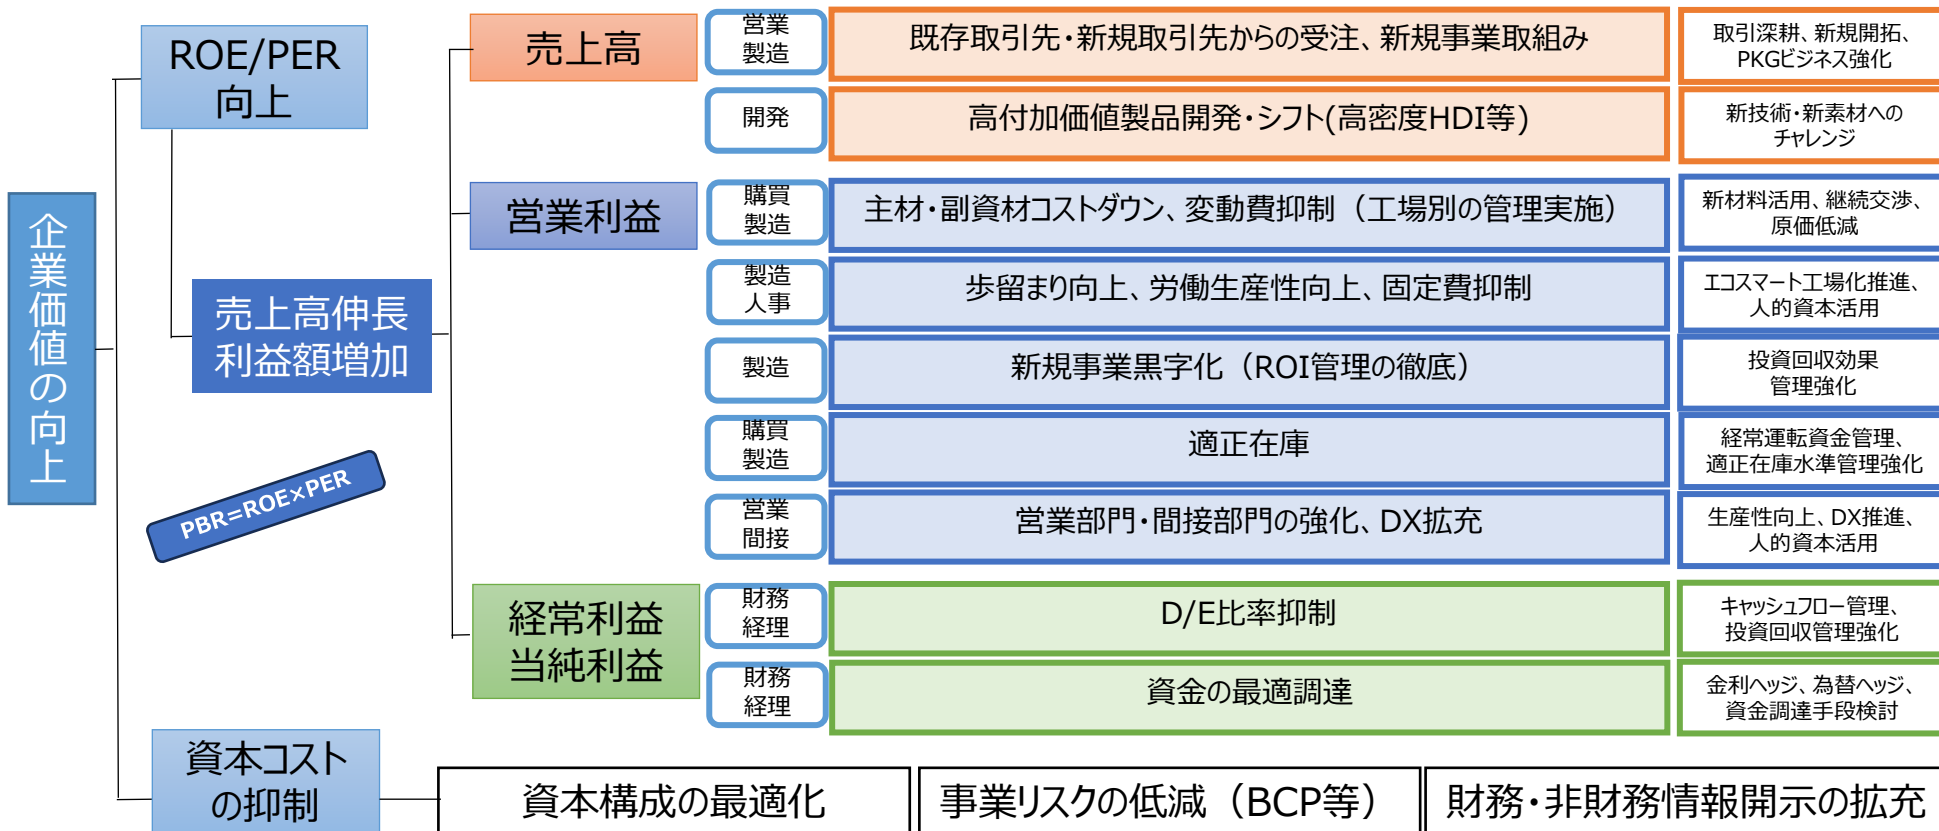 企業価値の向上
ROE/PER
向上
売上高伸長
利益額増加
PBR=ROE×PER
売上高
営業
製造
既存取引先・新規取引先からの受注、新規事業取組み
取引深耕、新規開拓、
PKGビジネス強化
開発
高付加価値製品開発・シフト(高密度HDI等)
新技術・新素材への
チャレンジ
営業利益
購買
製造
主材・副資材コストダウン、変動費抑制（工場別の管理実施）
新材料活用、継続交渉、
原価低減
製造
人事
歩留まり向上、労働生産性向上、固定費抑制
エコスマート工場化推進、
人的資本活用
製造
新規事業黒字化（ROI管理の徹底）
投資回収効果
管理強化
購買
製造
適正在庫
経常運転資金管理、
適正在庫水準管理強化
営業
間接
営業部門・間接部門の強化、DX拡充
生産性向上、DX推進、
人的資本活用
経常利益
当純利益
財務
経理
D/E比率抑制
キャッシュフロー管理、
投資回収管理強化
財務
経理
資金の最適調達
金利ヘッジ、為替ヘッジ、
資金調達手段検討
資本コスト
の抑制
資本構成の最適化
事業リスクの低減（BCP等）
財務・非財務情報開示の拡充